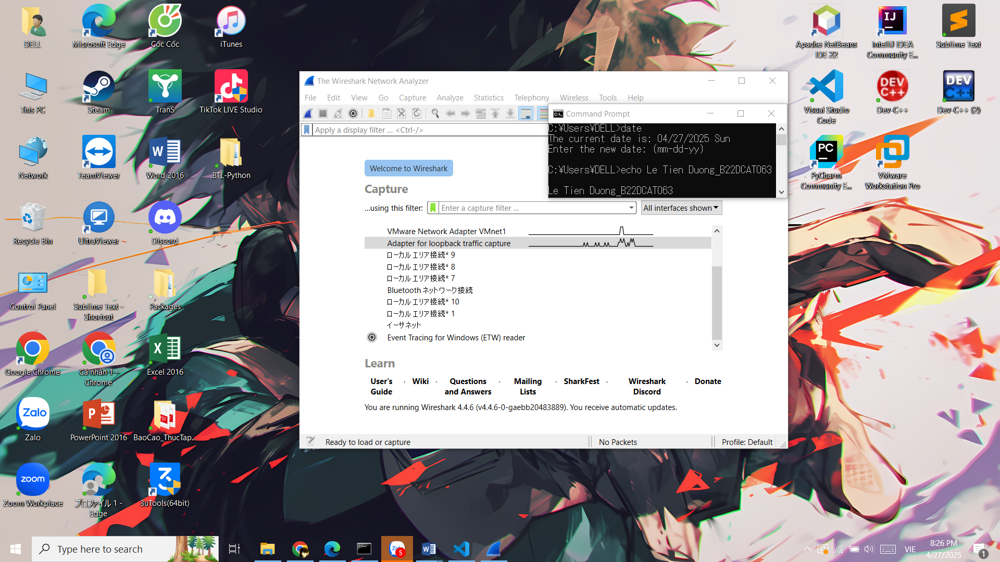 DELL
Microsoft Edge
Cốc Cốc
iTunes
This PC
Steam
TranS
TikTok LIVE Studio
Network
TeamViewer
Word 2016
BTL-Python
Recycle Bin
UltraViewer
Discord
Control Panel
Sublime Text -
Shortcut
Packages
Google Chrome
Cá nhân 1 -
Chrome
Excel 2016
Zalo
Zalo
PowerPoint 2016
BaoCao_ThucTap...
zoom
Zoom Workplace
プロファイル 1 -
Edge
3uTools(64bit)
Apache NetBeans
IDE 22
IntelliJ IDEA
Community E...
Sublime Text
Visual Studio
Code
DEV
C++
Dev-C++
DEV
C++
Dev-C++ (2)
PyCharm
Community E...
VMware
Workstation Pro
The Wireshark Network Analyzer
File Edit View Go Capture Analyze Statistics Telephony Wireless Tools Help
Apply a display filter ... <Ctrl-/>
Command Prompt
C:¥Users¥DELL>date
The current date is: 04/27/2025 Sun
Enter the new date: (mm-dd-yy)
C:¥Users¥DELL>echo Le Tien Duong_B22DCAT063
Le Tien Duong_B22DCAT063
Welcome to Wireshark
Capture
...using this filter: Enter a capture filter ... All interfaces shown
VMware Network Adapter VMnet1
Adapter for loopback traffic capture
ローカル エリア接続* 9
ローカル エリア接続* 8
ローカル エリア接続* 7
Bluetooth ネットワーク接続
ローカル エリア接続* 10
ローカル エリア接続* 1
イーサネット
Event Tracing for Windows (ETW) reader
Learn
User's Guide · Wiki · Questions and Answers · Mailing Lists · SharkFest · Wireshark Discord · Donate
You are running Wireshark 4.4.6 (v4.4.6-0-gaebb20483889). You receive automatic updates.
Ready to load or capture No Packets Profile: Default
Type here to search
5
VIE
8:26 PM
4/27/2025
1